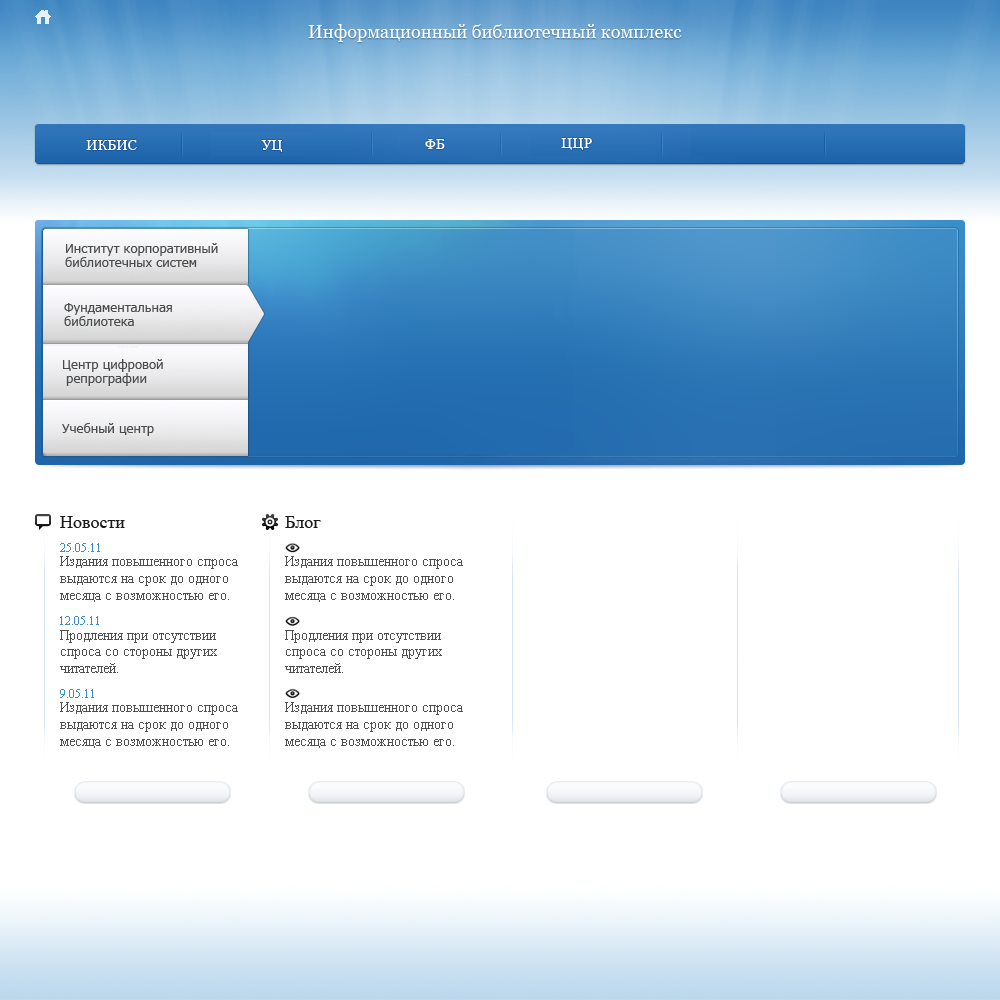 Информационный библиотечный комплекс
ИКБИС
УЦ
ФБ
ЦЦР
Институт корпоративный
библиотечных систем
Фундаментальная
библиотека
Центр цифровой
репрографии
Учебный центр
Новости
25.05.11
Издания повышенного спроса
выдаются на срок до одного
месяца с возможностью его.
12.05.11
Продления при отсутствии
спроса со стороны других
читателей.
9.05.11
Издания повышенного спроса
выдаются на срок до одного
месяца с возможностью его.
Блог
Издания повышенного спроса
выдаются на срок до одного
месяца с возможностью его.
Продления при отсутствии
спроса со стороны других
читателей.
Издания повышенного спроса
выдаются на срок до одного
месяца с возможностью его.